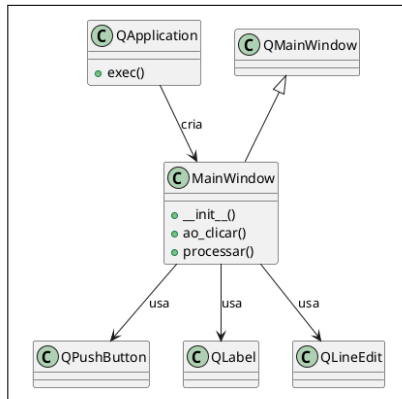 C QApplication
exec()
C QMainWindow
cria
C MainWindow
__init__()
ao_clicar()
processar()
usa
usa
usa
C QPushButton
C QLabel
C QLineEdit